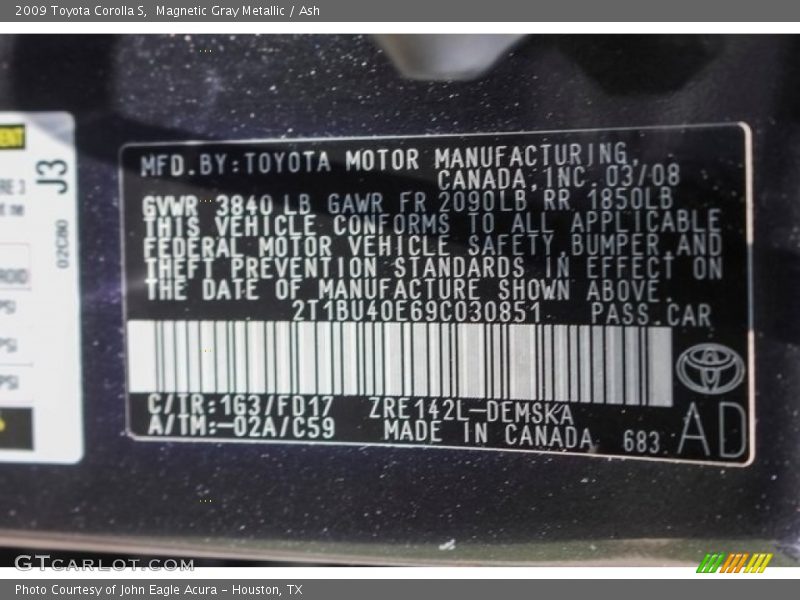 2009 Toyota Corolla S, Magnetic Gray Metallic / Ash
J3
02C80
PSI
PSI
PSI
MFD.BY:TOYOTA MOTOR MANUFACTURING,
CANADA,INC.03/08
GVWR 3840 LB GAWR FR 2090LB RR 1850LB
THIS VEHICLE CONFORMS TO ALL APPLICABLE
FEDERAL MOTOR VEHICLE SAFETY,BUMPER,AND
THEFT PREVENTION STANDARDS IN EFFECT ON
THE DATE OF MANUFACTURE SHOWN ABOVE.
2T1BU40E69C030851 PASS.CAR
C/TR:1G3/FD17 ZRE142L-DEMSKA
A/TM:-02A/C59 MADE IN CANADA 683 AD
GTCARLOT.COM
Photo Courtesy of John Eagle Acura - Houston, TX